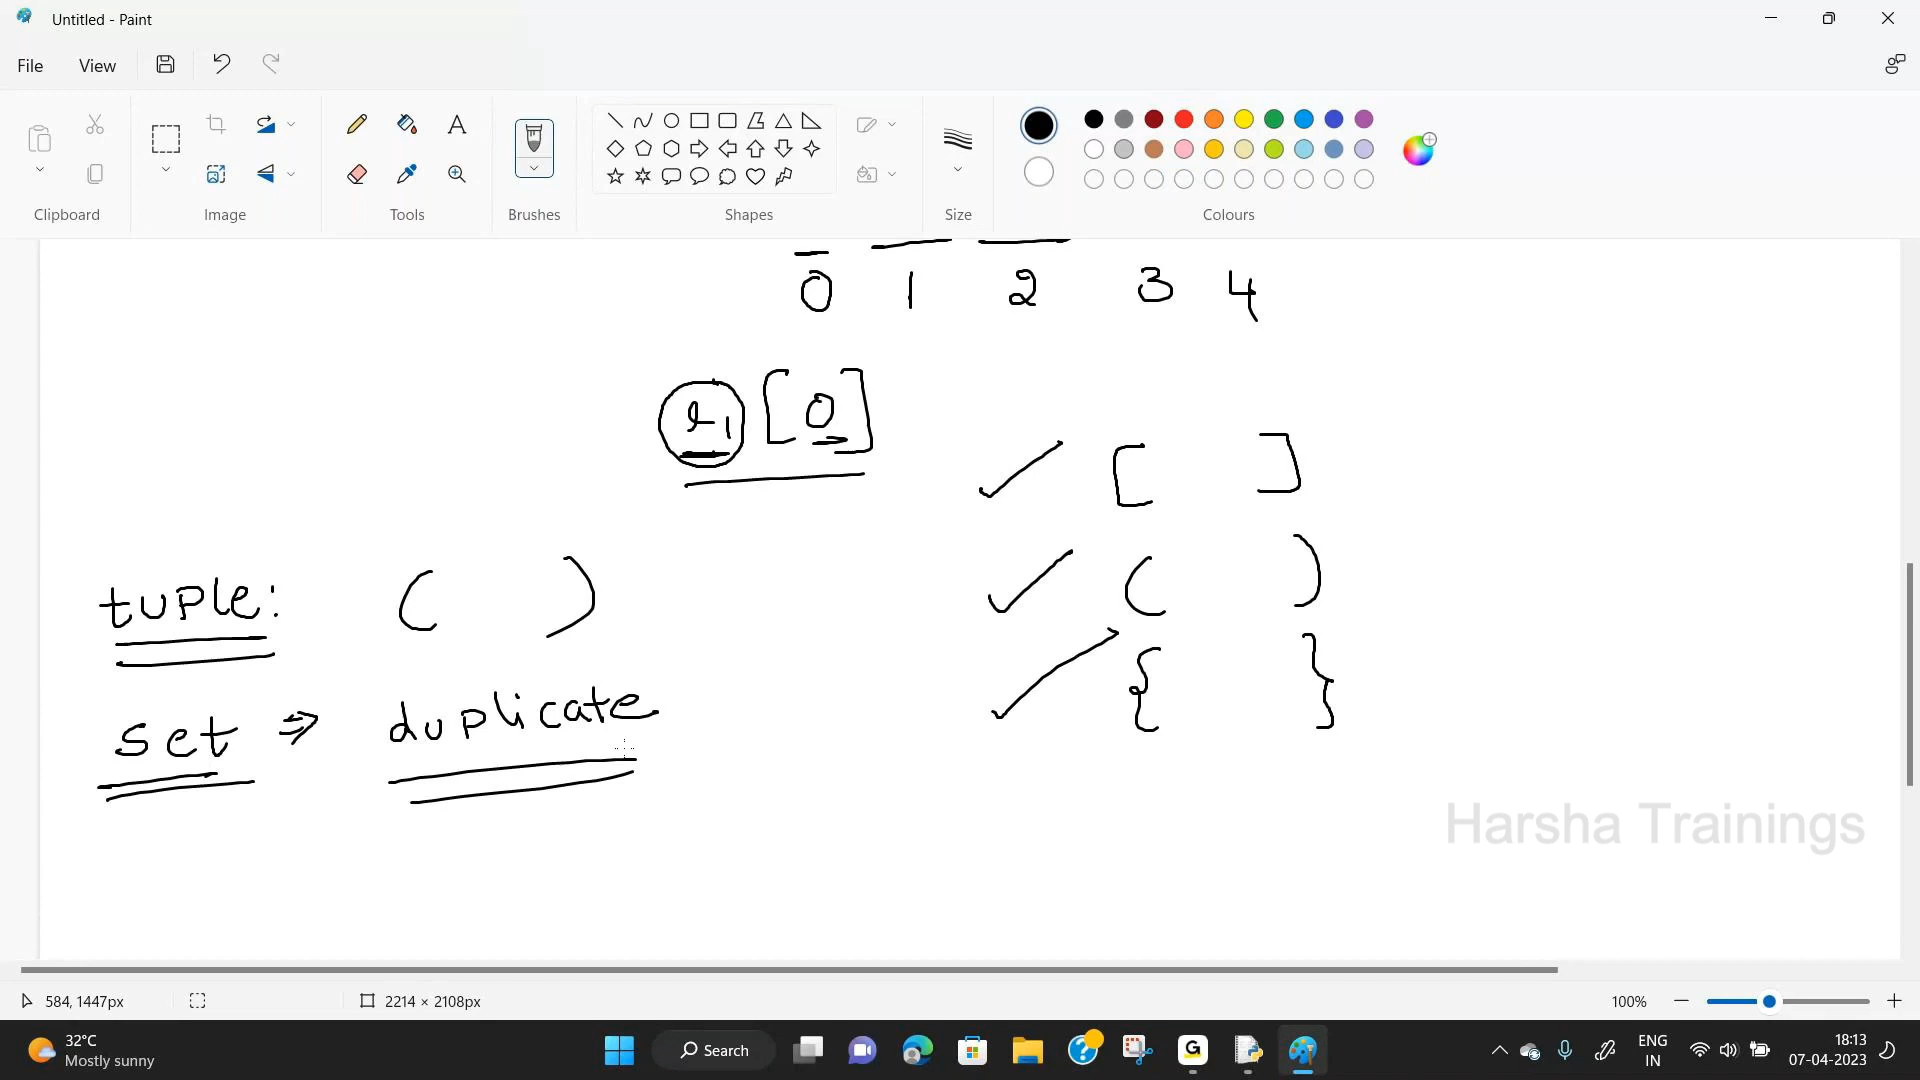 Untitled - Paint
File View
Clipboard Image Tools Brushes Shapes Size Colours
0 1 2 3 4
[ 0 ]
[ ]
tuple: ( )
( )
{ }
set ⇒ duplicate
Harsha Trainings
584, 1447px
2214 × 2108px
100%
32°C
Mostly sunny
Search
ENG
IN
18:13
07-04-2023